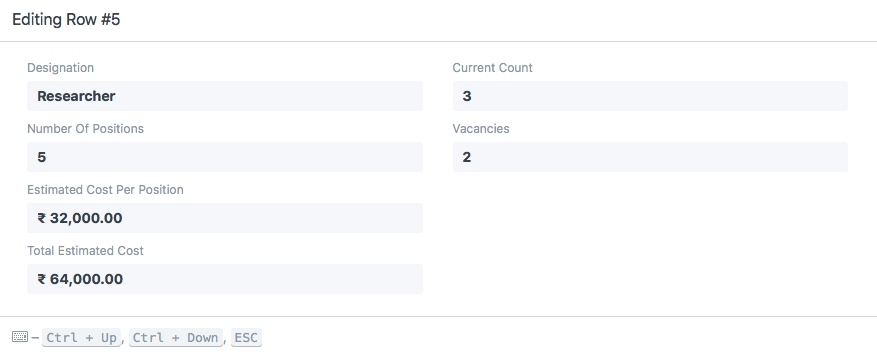 Editing Row #5
Designation
Current Count
Researcher
3
Number Of Positions
Vacancies
5
2
Estimated Cost Per Position
₹ 32,000.00
Total Estimated Cost
₹ 64,000.00
– Ctrl + Up, Ctrl + Down, ESC